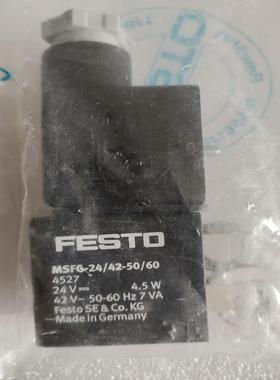 FESTO
MSFG-24/42-50/60
4527
24 V⎓ 4.5 W
42 V~ 50-60 Hz 7 VA
Festo SE & Co. KG
Made in Germany